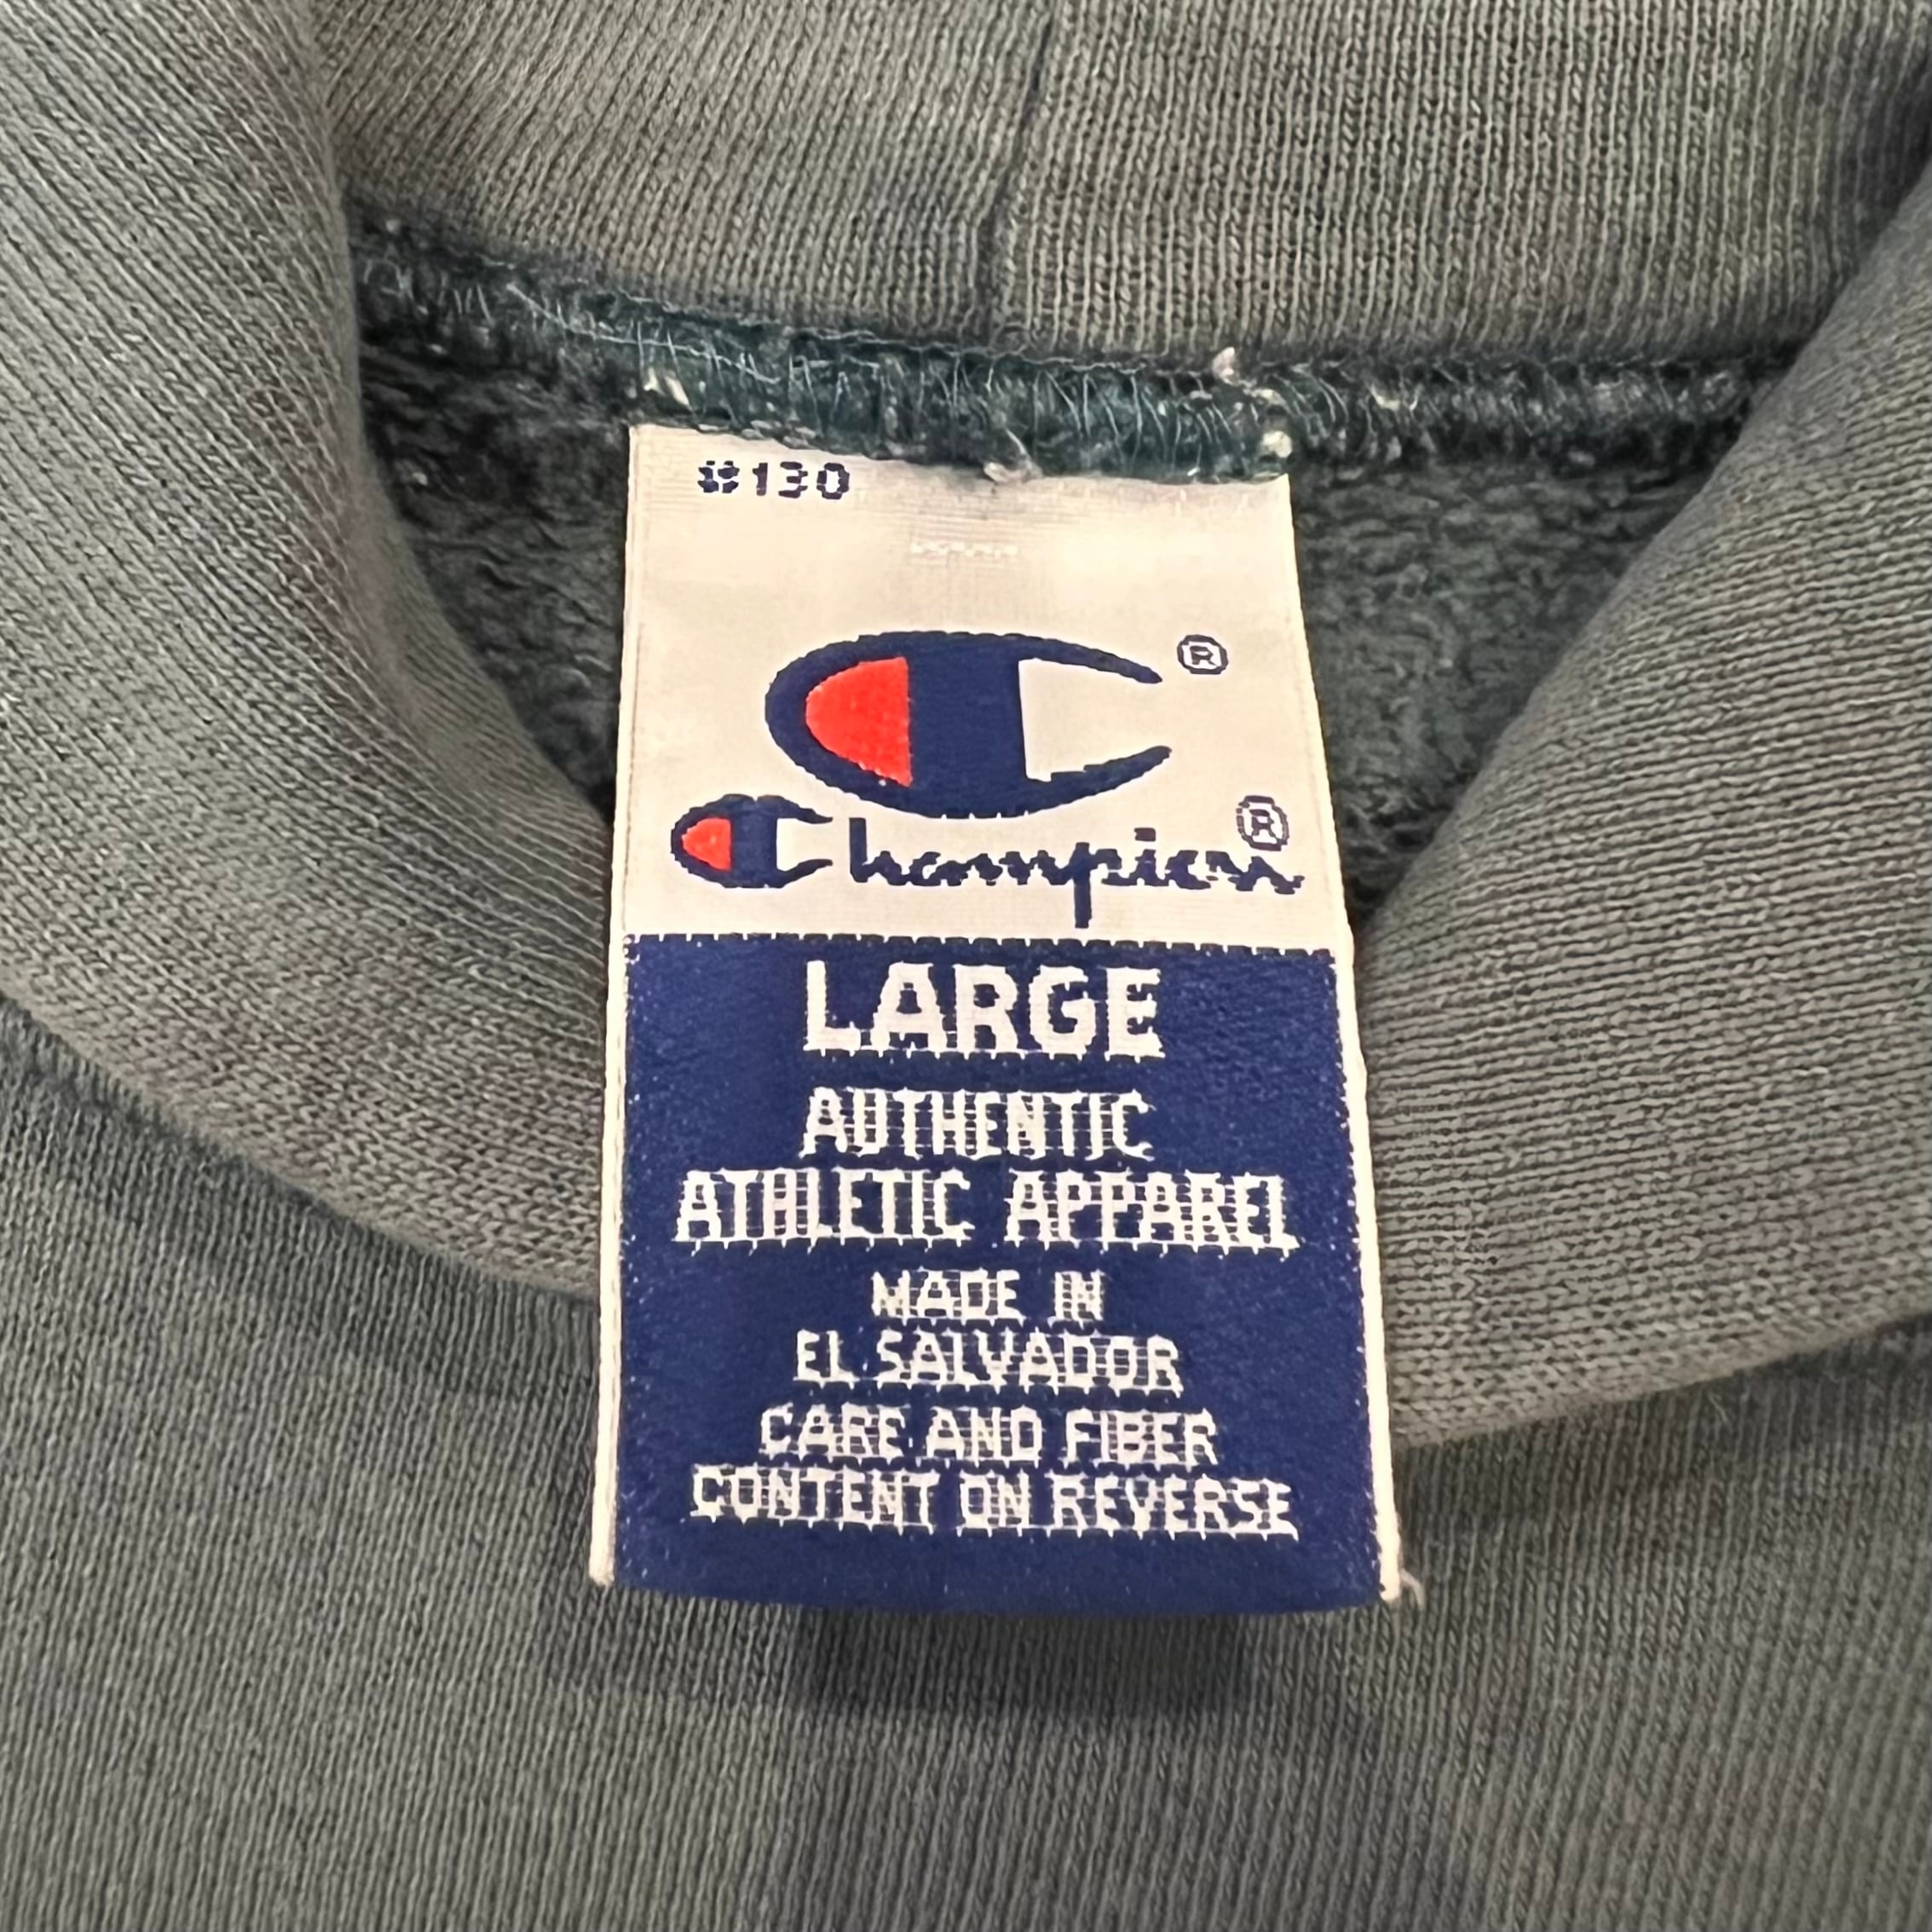 #130
®
Champion®
LARGE
AUTHENTIC
ATHLETIC APPAREL
MADE IN
EL SALVADOR
CARE AND FIBER
CONTENT ON REVERSE